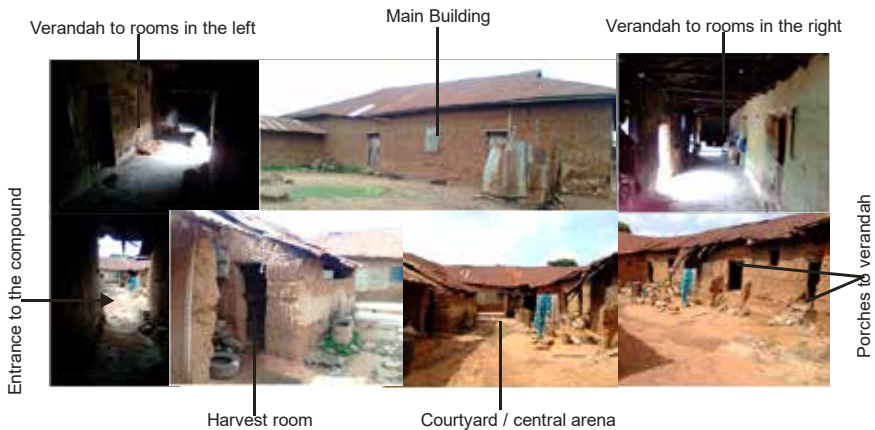 Main Building
Verandah to rooms in the left
Verandah to rooms in the right
Entrance to the compound
Porches to verandah
Harvest room
Courtyard / central arena